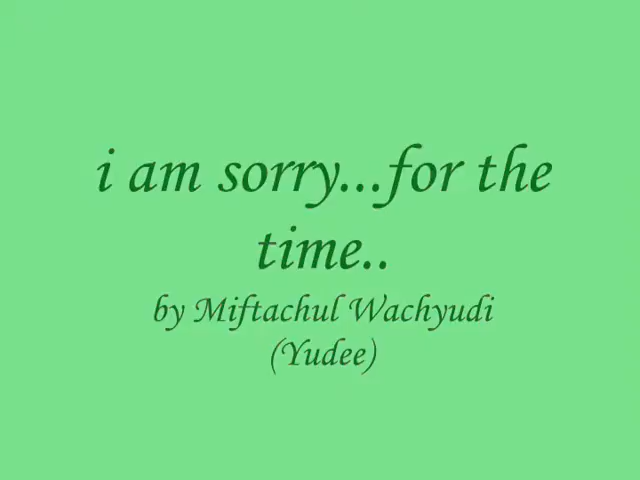 i am sorry...for the
time..
by Miftachul Wachyudi
(Yudee)